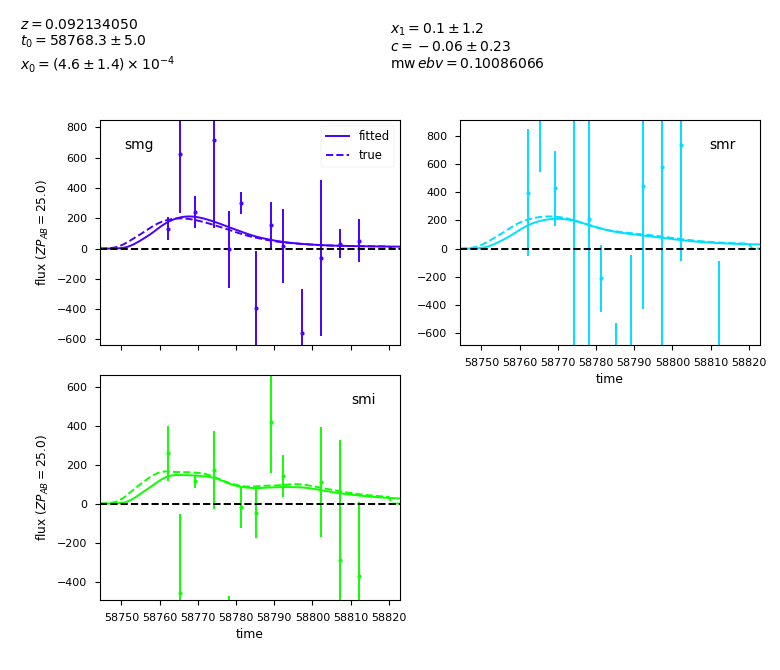 z = 0.092134050
t₀ = 58768.3 ± 5.0
x₀ = (4.6 ± 1.4) × 10⁻⁴
x₁ = 0.1 ± 1.2
c = −0.06 ± 0.23
mw ebv = 0.10086066
800
600
400
200
0
−200
−400
−600
flux (ZP_AB = 25.0)
smg
fitted
true
800
600
400
200
0
−200
−400
−600
smr
58750 58760 58770 58780 58790 58800 58810 58820
time
600
400
200
0
−200
−400
flux (ZP_AB = 25.0)
smi
58750 58760 58770 58780 58790 58800 58810 58820
time